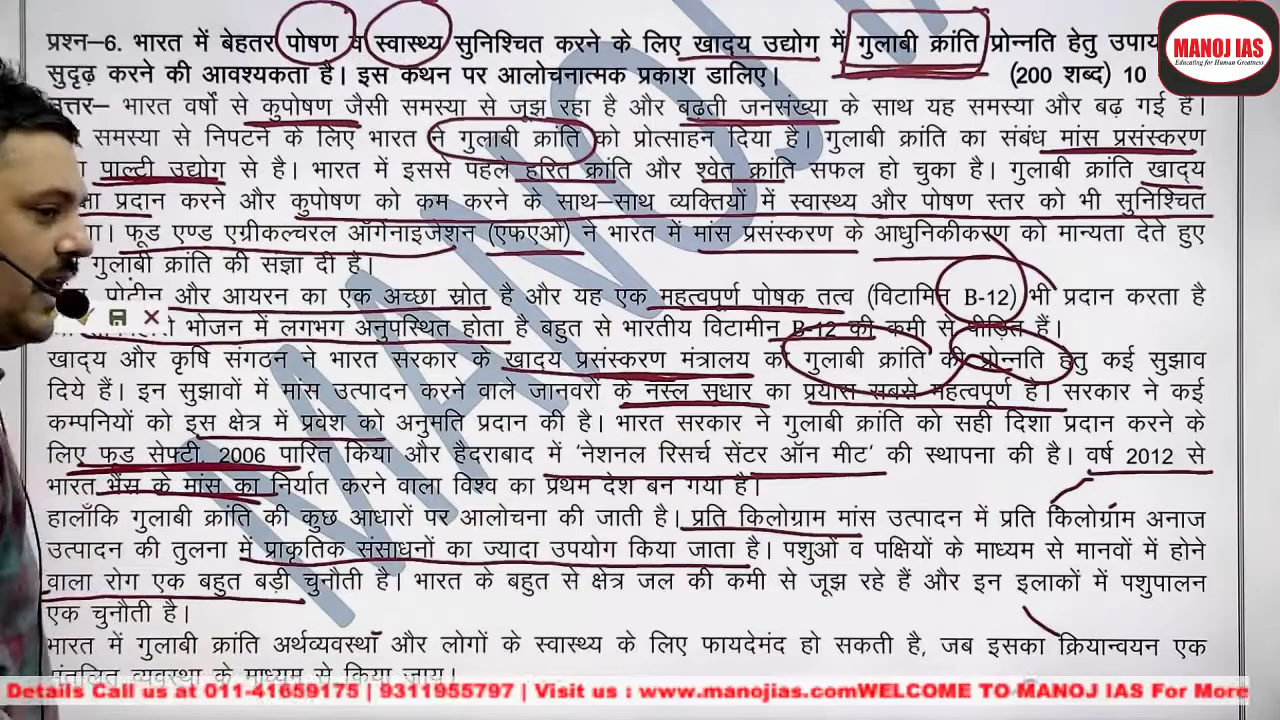 प्रश्न–6. भारत में बेहतर पोषण व स्वास्थ्य सुनिश्चित करने के लिए खाद्य उद्योग में गुलाबी क्रांति प्रोन्नति हेतु
सुदृढ़ करने की आवश्यकता है। इस कथन पर आलोचनात्मक प्रकाश डालिए। (200 शब्द) 10
उत्तर– भारत वर्षों से कुपोषण जैसी समस्या से जूझ रहा है और बढ़ती जनसंख्या के साथ यह समस्या और बढ़ गई है।
समस्या से निपटने के लिए भारत ने गुलाबी क्रांति को प्रोत्साहन दिया है। गुलाबी क्रांति का संबंध मांस प्रसंस्करण
पाल्टी उद्योग से है। भारत में इससे पहले हरित क्रांति और श्वेत क्रांति सफल हो चुका है। गुलाबी क्रांति खाद्य
प्रदान करने और कुपोषण को कम करने के साथ–साथ व्यक्तियों में स्वास्थ्य और पोषण स्तर को भी सुनिश्चित
फूड एण्ड एग्रीकल्चरल ऑर्गेनाइजेशन (एफएओ) ने भारत में मांस प्रसंस्करण के आधुनिकीकरण को मान्यता देते हुए
गुलाबी क्रांति की संज्ञा दी है।
प्रोटीन और आयरन का एक अच्छा स्रोत है और यह एक महत्वपूर्ण पोषक तत्व (विटामिन B-12) भी प्रदान करता है
भोजन में लगभग अनुपस्थित होता है बहुत से भारतीय विटामीन B-12 की कमी से पीड़ित हैं।
खाद्य और कृषि संगठन ने भारत सरकार के खाद्य प्रसंस्करण मंत्रालय को गुलाबी क्रांति की प्रोन्नति हेतु कई सुझाव
दिये हैं। इन सुझावों में मांस उत्पादन करने वाले जानवरों के नस्ल सुधार का प्रयास सबसे महत्वपूर्ण है। सरकार ने कई
कम्पनियों को इस क्षेत्र में प्रवेश को अनुमति प्रदान की है। भारत सरकार ने गुलाबी क्रांति को सही दिशा प्रदान करने के
लिए फूड सेफ्टी, 2006 पारित किया और हैदराबाद में 'नेशनल रिसर्च सेंटर ऑन मीट' की स्थापना की है। वर्ष 2012 से
भारत भैंस के मांस का निर्यात करने वाला विश्व का प्रथम देश बन गया है।
हालाँकि गुलाबी क्रांति की कुछ आधारों पर आलोचना की जाती है। प्रति किलोग्राम मांस उत्पादन में प्रति किलोग्राम अनाज
उत्पादन की तुलना में प्राकृतिक संसाधनों का ज्यादा उपयोग किया जाता है। पशुओं व पक्षियों के माध्यम से मानवों में होने
वाला रोग एक बहुत बड़ी चुनौती है। भारत के बहुत से क्षेत्र जल की कमी से जूझ रहे हैं और इन इलाकों में पशुपालन
एक चुनौती है।
भारत में गुलाबी क्रांति अर्थव्यवस्था और लोगों के स्वास्थ्य के लिए फायदेमंद हो सकती है, जब इसका क्रियान्वयन एक
संतुलित व्यवस्था के माध्यम से किया जाय।
MANOJ
MANOJ IAS
Educating for Human Greatness
Details Call us at 011-41659175 | 9311955797 | Visit us : www.manojias.comWELCOME TO MANOJ IAS For More